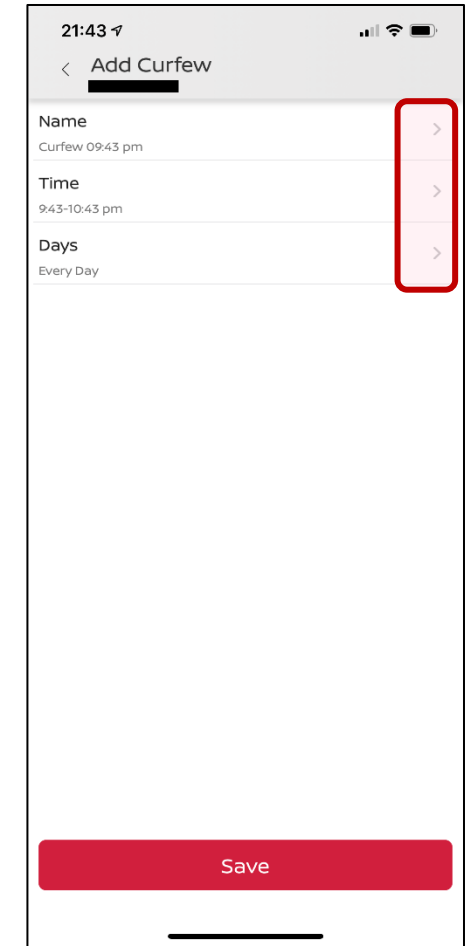 21:43
Add Curfew
Name
Curfew 09:43 pm
Time
9:43-10:43 pm
Days
Every Day
Save